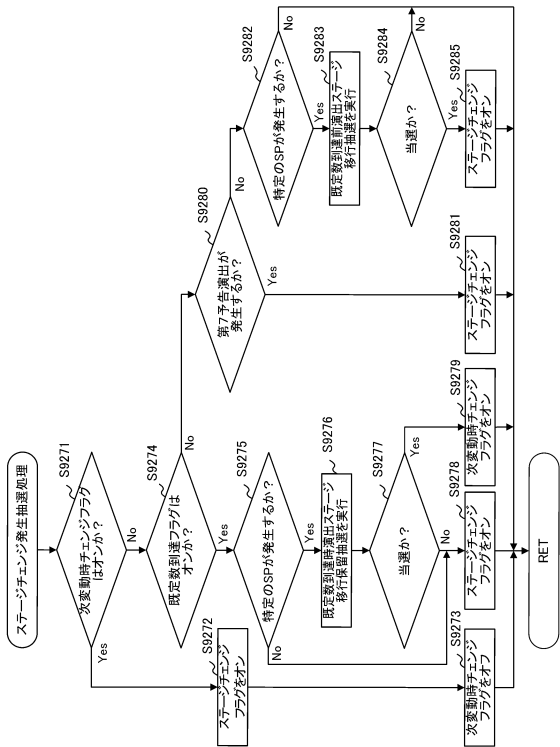 ステージチェンジ発生抽選処理
S9271
次変動時チェンジフラグ
はオンか？
Yes
No
S9272
ステージチェンジ
フラグをオン
S9273
次変動時チェンジ
フラグをオフ
S9274
既定数到達フラグは
オンか？
No
Yes
S9275
特定のSPが発生するか？
No
Yes
S9276
既定数到達時演出ステージ
移行保留抽選を実行
S9277
当選か？
Yes
No
S9278
ステージチェンジ
フラグをオン
S9279
次変動時チェンジ
フラグをオン
S9280
第７予告演出が
発生するか？
No
Yes
S9281
ステージチェンジ
フラグをオン
S9282
特定のSPが発生するか？
No
Yes
S9283
既定数到達前演出ステージ
移行抽選を実行
S9284
当選か？
No
Yes
S9285
ステージチェンジ
フラグをオン
RET